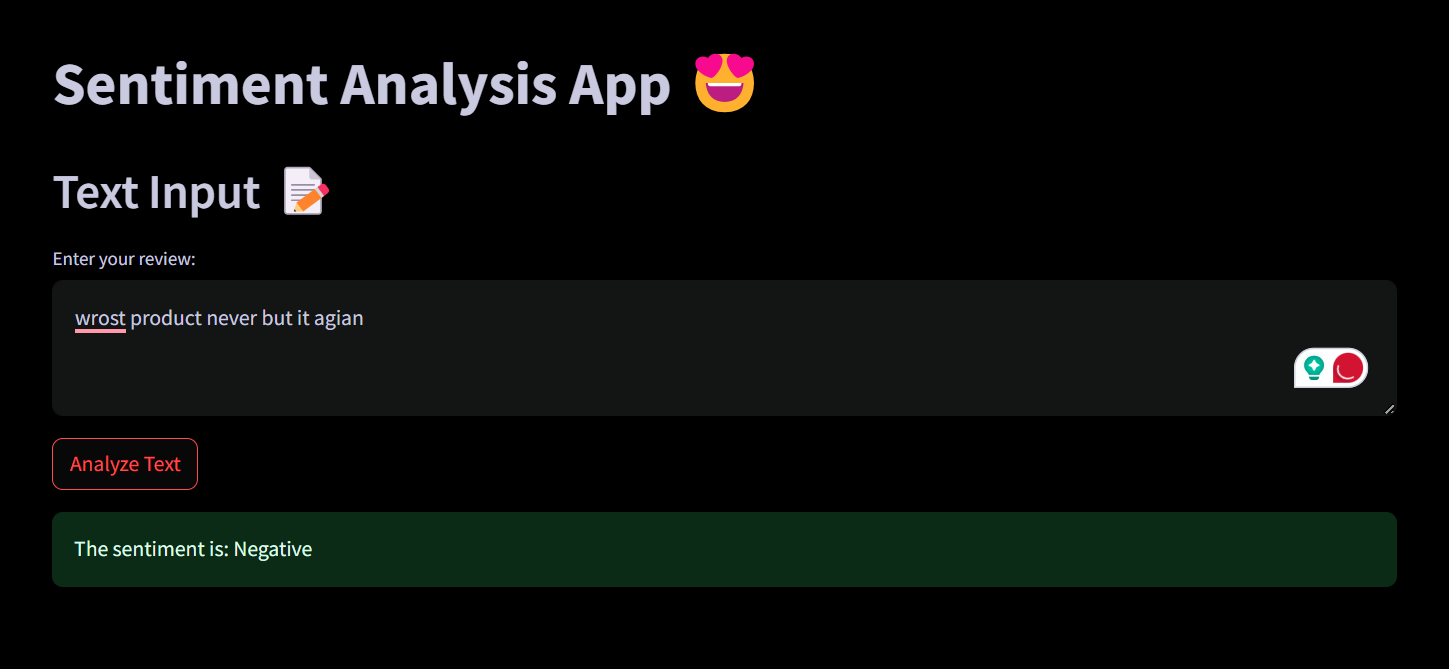 Sentiment Analysis App 😍
Text Input 📝
Enter your review:
wrost product never but it agian
Analyze Text
The sentiment is: Negative